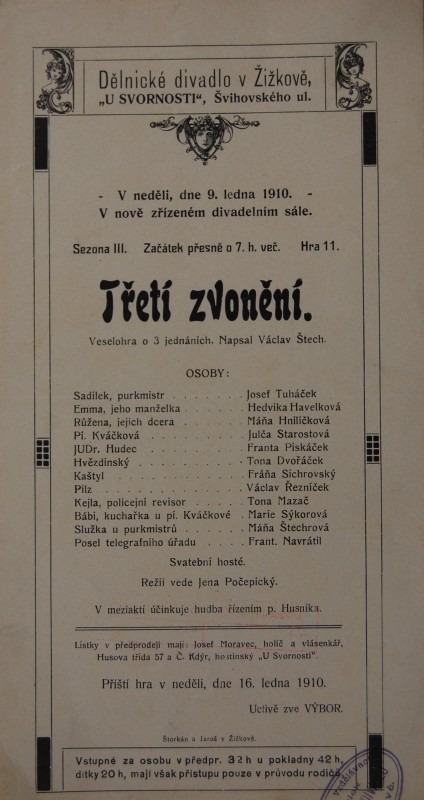 Dělnické divadlo v Žižkově,
„U SVORNOSTI“, Švihovského ul.
- V neděli, dne 9. ledna 1910. -
V nově zřízeném divadelním sále.
Sezona III. Začátek přesně o 7. h. več. Hra 11.
Třetí zvonění.
Veselohra o 3 jednáních. Napsal Václav Štech.
OSOBY:
Sadílek, purkmistr . . . . . . . Josef Tuháček
Emma, jeho manželka . . . . . . Hedvika Havelková
Růžena, jejich dcera . . . . . . Máňa Hniličková
Pí. Kváčková . . . . . . . . Julča Starostová
JUDr. Hudec . . . . . . . . Franta Piskáček
Hvězdinský . . . . . . . . . Tona Dvořáček
Kaštyl . . . . . . . . . . Fráňa Sichrovský
Pilz . . . . . . . . . . . Václav Řezníček
Kejla, policejní revisor . . . . . Tona Mazač
Bábi, kuchařka u pí. Kváčkové . Marie Sýkorová
Služka u purkmistrů . . . . . . Máňa Štechrová
Posel telegrafního úřadu . . . . Frant. Navrátil
Svatební hosté.
Režii vede Jena Počepický.
V meziaktí účinkuje hudba řízením p. Husníka.
Lístky v předprodeji mají: Josef Moravec, holič a vlásenkář,
Husova třída 57 a Č. Kdýr, hostinský „U Svornosti“.
Příští hra v neděli, dne 16. ledna 1910.
Uctivě zve VÝBOR.
Štorkán a Jaroš v Žižkově.
Vstupné za osobu v předpr. 32 h u pokladny 42 h,
dítky 20 h, mají však přístupu pouze v průvodu rodičů.